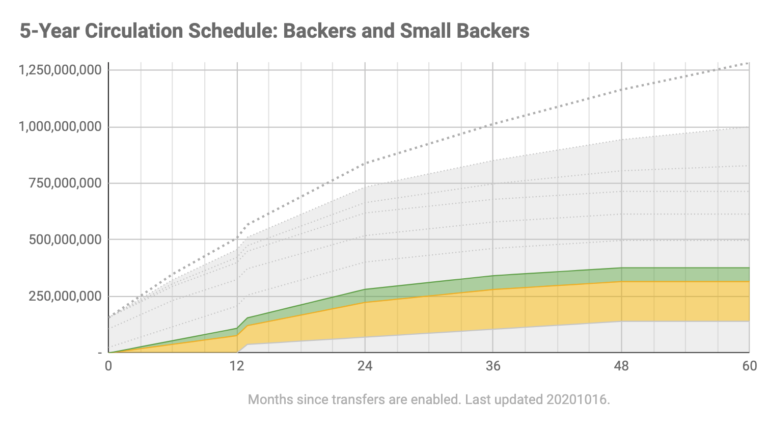 5-Year Circulation Schedule: Backers and Small Backers
1,250,000,000
1,000,000,000
750,000,000
500,000,000
250,000,000
-
0 12 24 36 48 60
Months since transfers are enabled. Last updated 20201016.